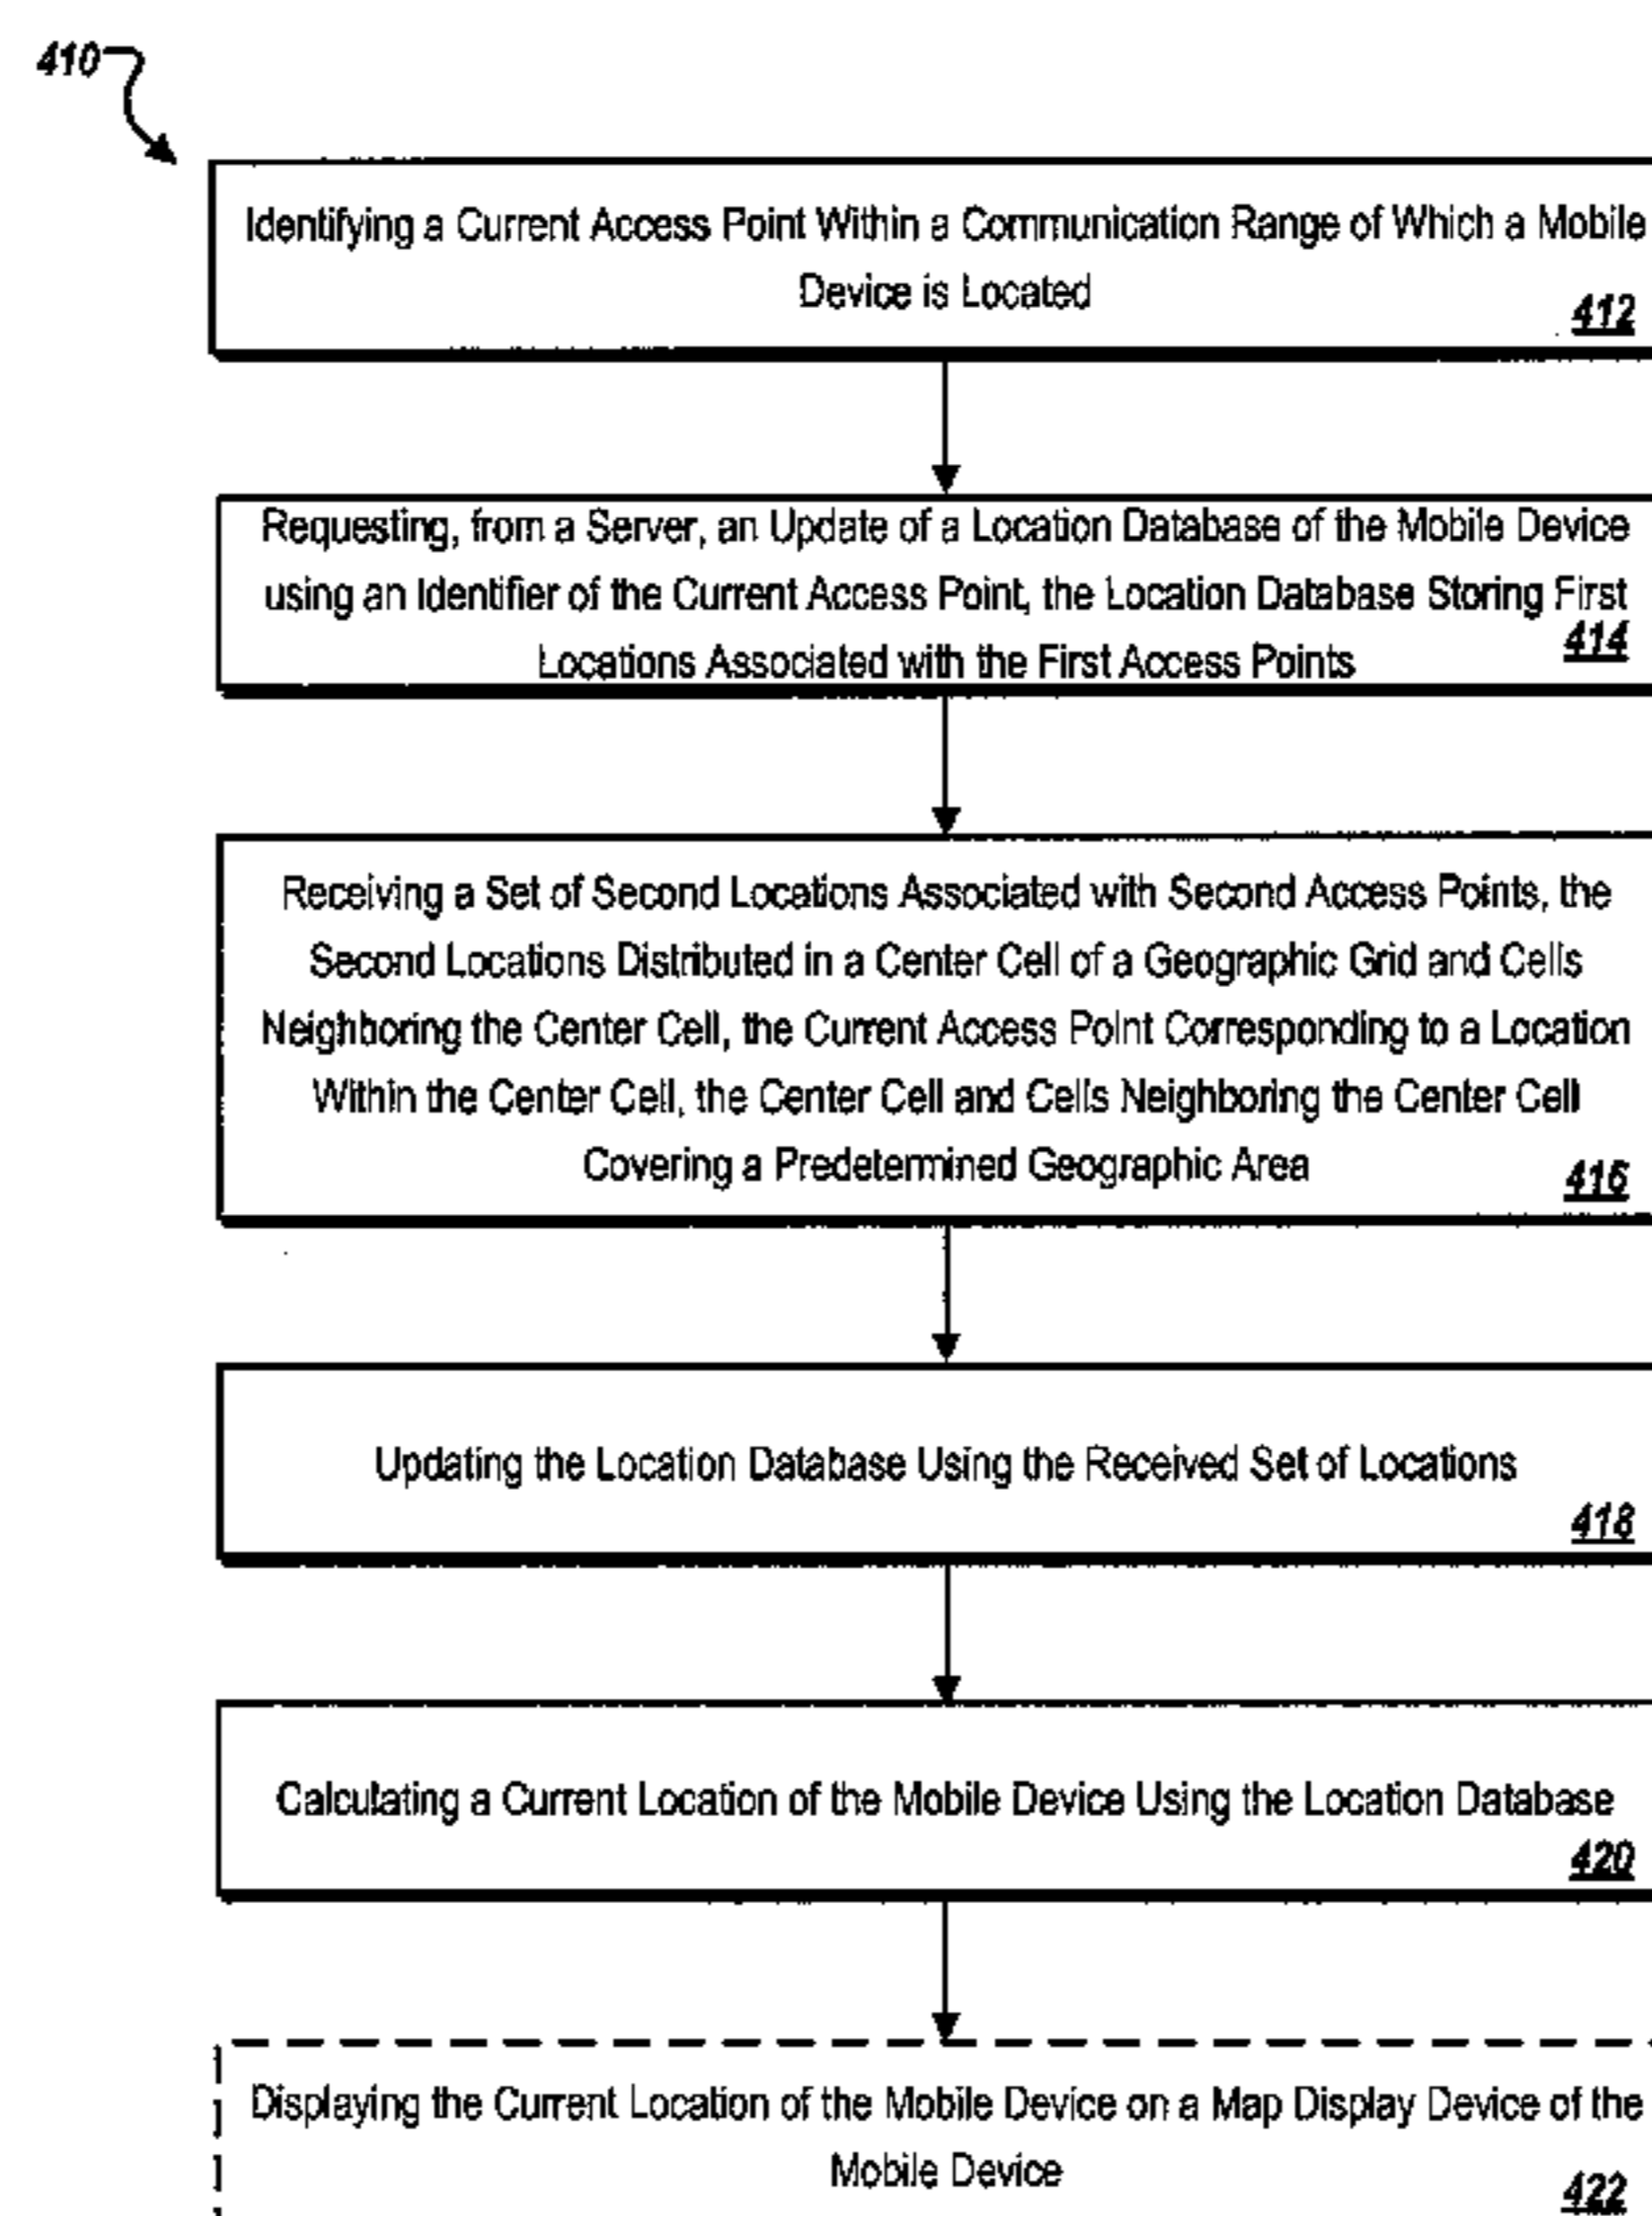 410
Identifying a Current Access Point Within a Communication Range of Which a Mobile
Device is Located
412
Requesting, from a Server, an Update of a Location Database of the Mobile Device
using an Identifier of the Current Access Point, the Location Database Storing First
Locations Associated with the First Access Points
414
Receiving a Set of Second Locations Associated with Second Access Points, the
Second Locations Distributed in a Center Cell of a Geographic Grid and Cells
Neighboring the Center Cell, the Current Access Point Corresponding to a Location
Within the Center Cell, the Center Cell and Cells Neighboring the Center Cell
Covering a Predetermined Geographic Area
416
Updating the Location Database Using the Received Set of Locations
418
Calculating a Current Location of the Mobile Device Using the Location Database
420
Displaying the Current Location of the Mobile Device on a Map Display Device of the
Mobile Device
422